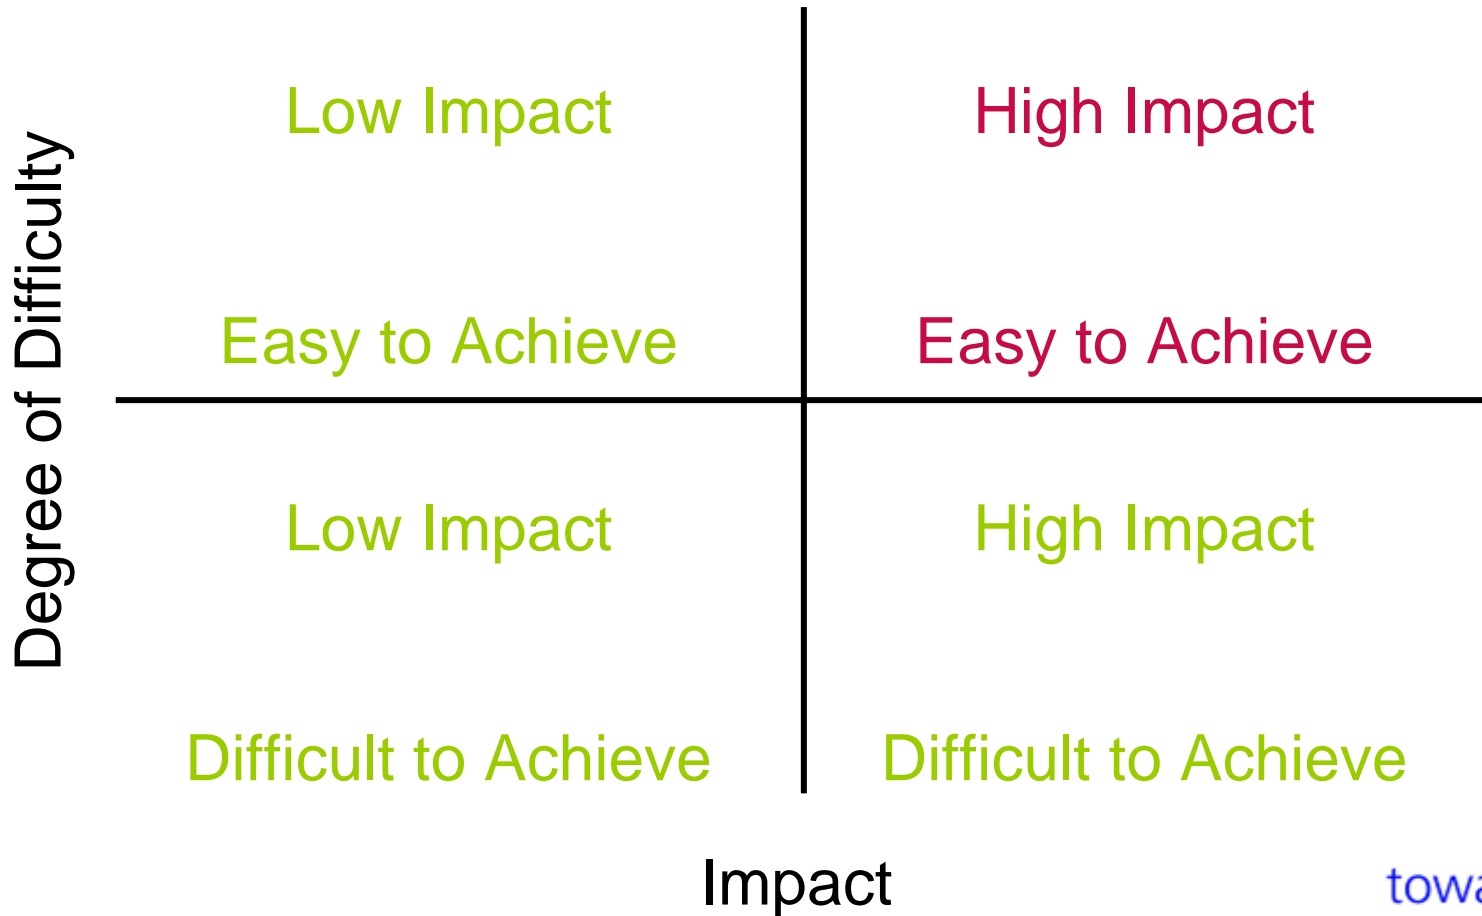 Low Impact
High Impact
Easy to Achieve
Easy to Achieve
Degree of Difficulty
Low Impact
High Impact
Difficult to Achieve
Difficult to Achieve
Impact